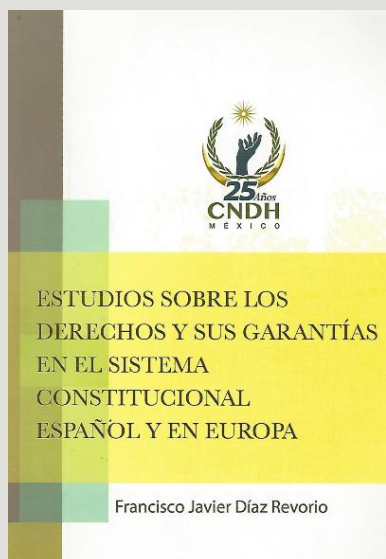 25 Años
CNDH
MÉXICO
ESTUDIOS SOBRE LOS
DERECHOS Y SUS GARANTÍAS
EN EL SISTEMA
CONSTITUCIONAL
ESPAÑOL Y EN EUROPA
Francisco Javier Díaz Revorio